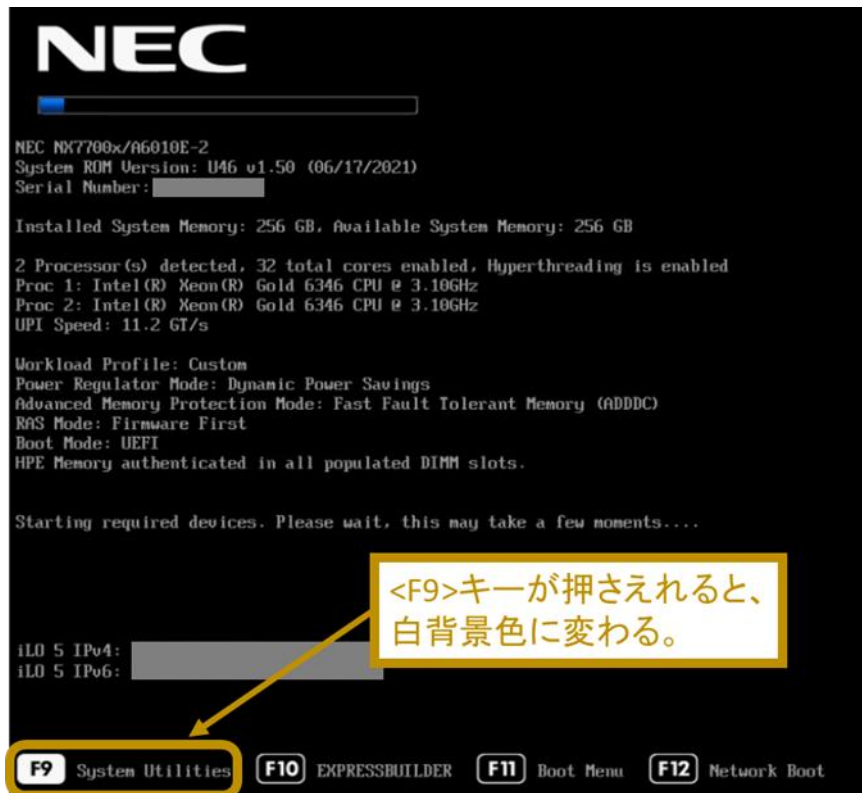 NEC
NEC NX7700x/A6010E-2
System ROM Version: U46 v1.50 (06/17/2021)
Serial Number:
Installed System Memory: 256 GB, Available System Memory: 256 GB
2 Processor(s) detected, 32 total cores enabled, Hyperthreading is enabled
Proc 1: Intel(R) Xeon(R) Gold 6346 CPU @ 3.10GHz
Proc 2: Intel(R) Xeon(R) Gold 6346 CPU @ 3.10GHz
UPI Speed: 11.2 GT/s
Workload Profile: Custom
Power Regulator Mode: Dynamic Power Savings
Advanced Memory Protection Mode: Fast Fault Tolerant Memory (ADDDC)
RAS Mode: Firmware First
Boot Mode: UEFI
HPE Memory authenticated in all populated DIMM slots.
Starting required devices. Please wait, this may take a few moments....
<F9>キーが押さえれると、
白背景色に変わる。
iLO 5 IPv4:
iLO 5 IPv6:
F9 System Utilities F10 EXPRESSBUILDER F11 Boot Menu F12 Network Boot